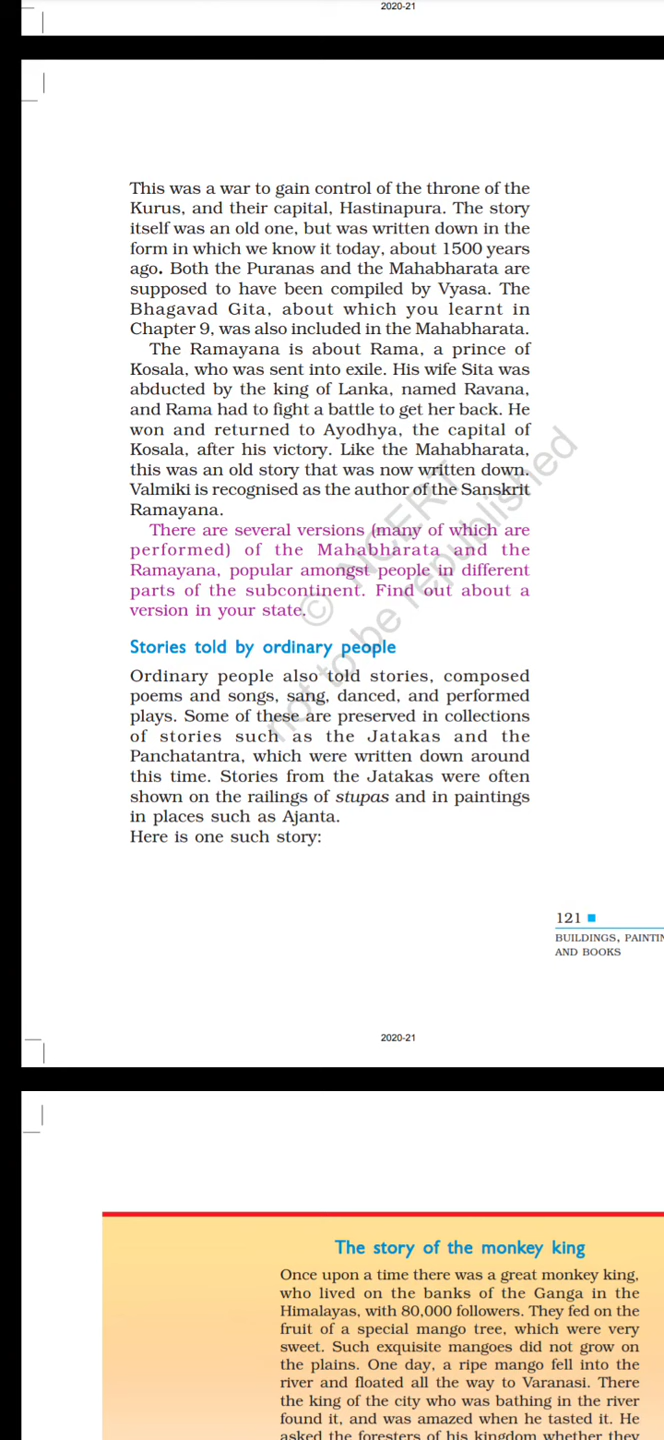 2020-21
This was a war to gain control of the throne of the
Kurus, and their capital, Hastinapura. The story
itself was an old one, but was written down in the
form in which we know it today, about 1500 years
ago. Both the Puranas and the Mahabharata are
supposed to have been compiled by Vyasa. The
Bhagavad Gita, about which you learnt in
Chapter 9, was also included in the Mahabharata.
The Ramayana is about Rama, a prince of
Kosala, who was sent into exile. His wife Sita was
abducted by the king of Lanka, named Ravana,
and Rama had to fight a battle to get her back. He
won and returned to Ayodhya, the capital of
Kosala, after his victory. Like the Mahabharata,
this was an old story that was now written down.
Valmiki is recognised as the author of the Sanskrit
Ramayana.
There are several versions (many of which are
performed) of the Mahabharata and the
Ramayana, popular amongst people in different
parts of the subcontinent. Find out about a
version in your state.
© NCERT
not to be republished
Stories told by ordinary people
Ordinary people also told stories, composed
poems and songs, sang, danced, and performed
plays. Some of these are preserved in collections
of stories such as the Jatakas and the
Panchatantra, which were written down around
this time. Stories from the Jatakas were often
shown on the railings of stupas and in paintings
in places such as Ajanta.
Here is one such story:
121
BUILDINGS, PAINTIN
AND BOOKS
2020-21
The story of the monkey king
Once upon a time there was a great monkey king,
who lived on the banks of the Ganga in the
Himalayas, with 80,000 followers. They fed on the
fruit of a special mango tree, which were very
sweet. Such exquisite mangoes did not grow on
the plains. One day, a ripe mango fell into the
river and floated all the way to Varanasi. There
the king of the city who was bathing in the river
found it, and was amazed when he tasted it. He
asked the foresters of his kingdom whether they